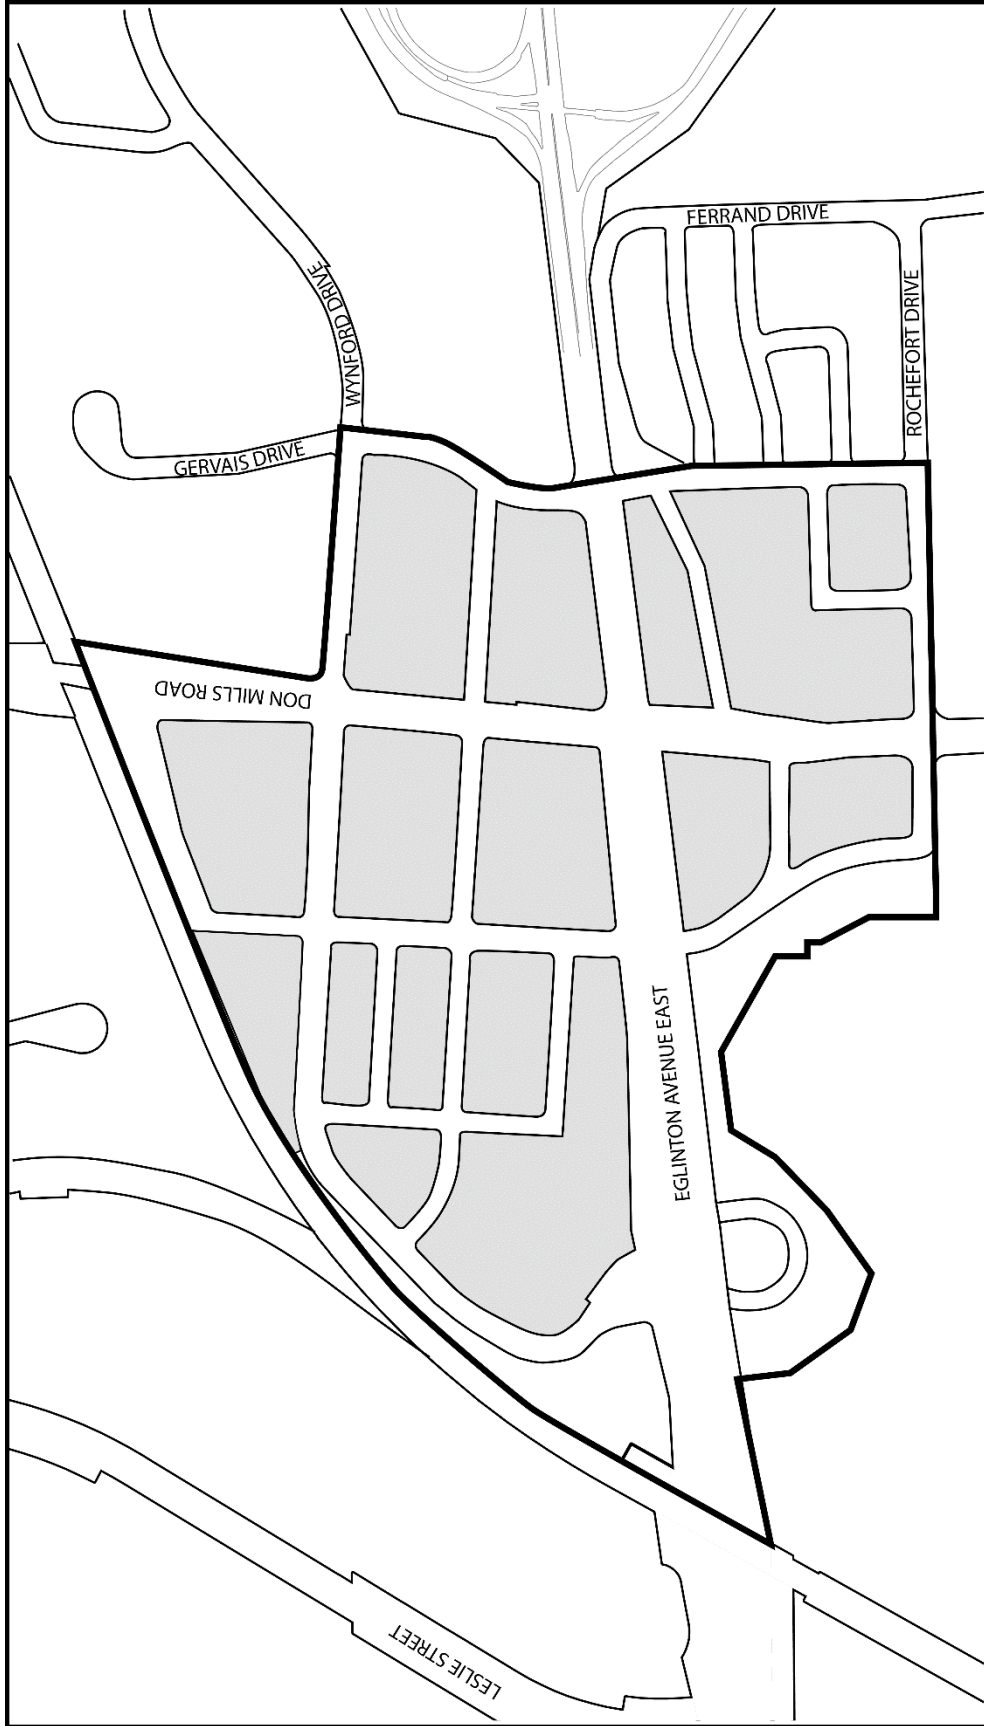 FERRAND DRIVE
ROCHEFORT DRIVE
WYNFORD DRIVE
GERVAIS DRIVE
DON MILLS ROAD
EGLINTON AVENUE EAST
LESLIE STREET